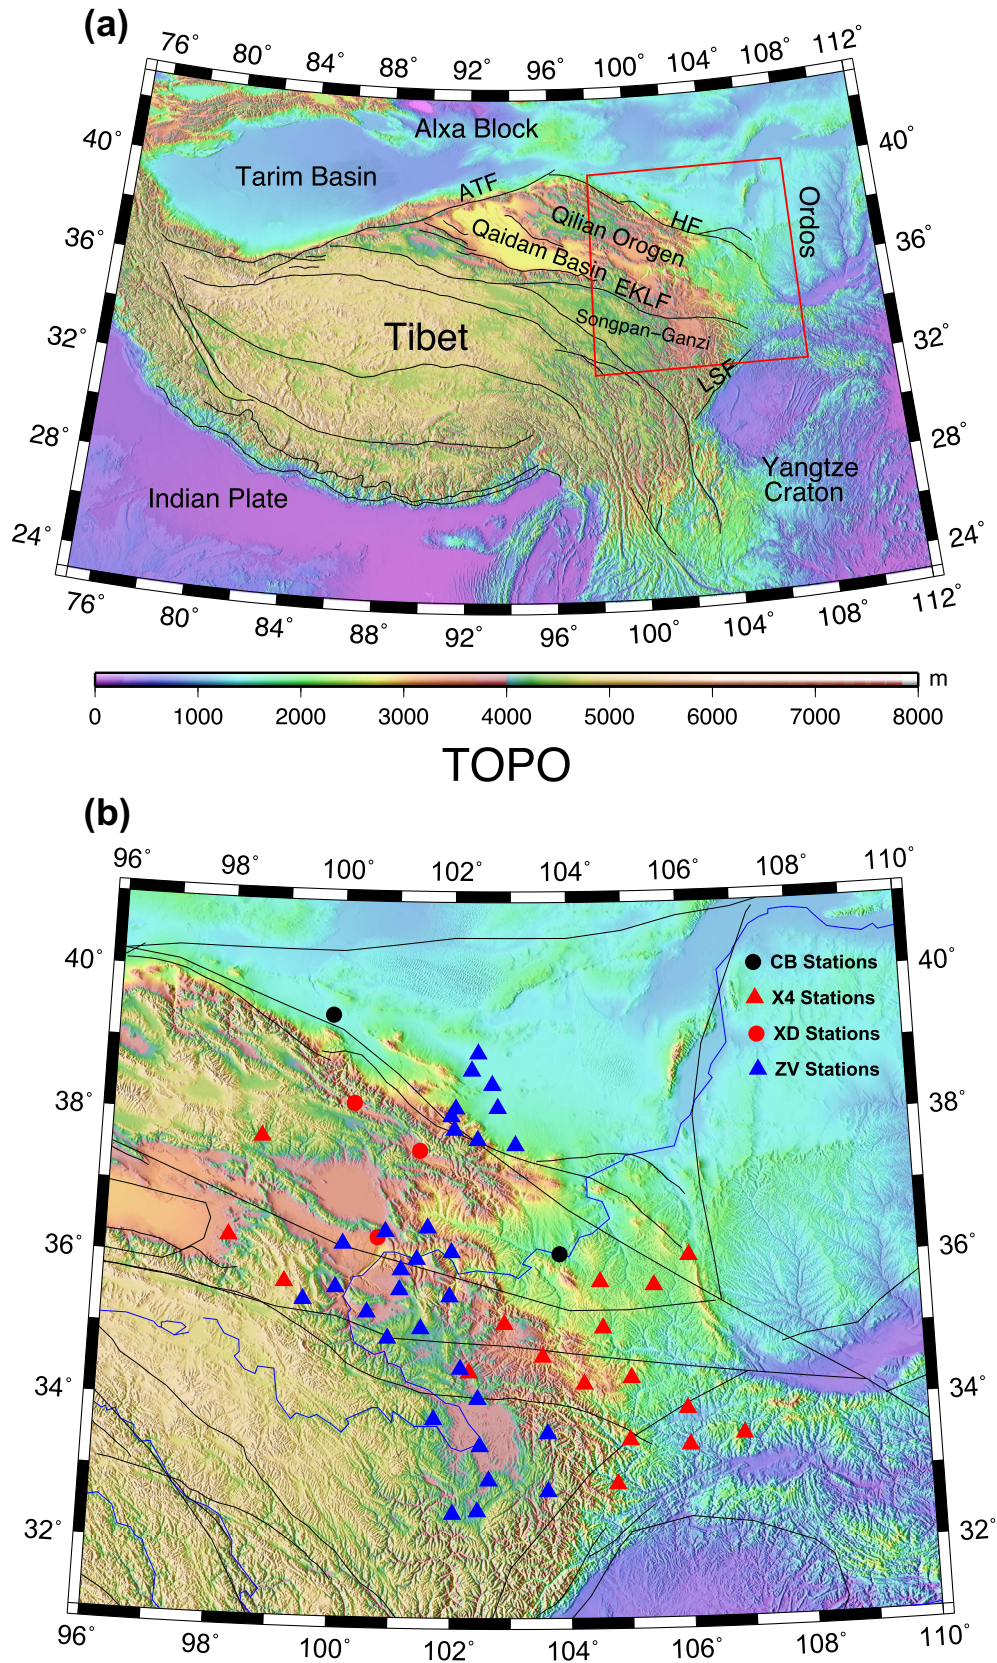 (a)
76° 80° 84° 88° 92° 96° 100° 104° 108° 112°
40° 40°
36° 36°
32° 32°
28° 28°
24° 24°
Alxa Block
Tarim Basin
ATF
Qilian Orogen
HF
Ordos
Qaidam Basin
EKLF
Songpan-Ganzi
Tibet
LSF
Yangtze
Craton
Indian Plate
76° 80° 84° 88° 92° 96° 100° 104° 108° 112°
m
0 1000 2000 3000 4000 5000 6000 7000 8000
TOPO
(b)
96° 98° 100° 102° 104° 106° 108° 110°
40° 40°
CB Stations
X4 Stations
XD Stations
ZV Stations
38° 38°
36° 36°
34° 34°
32° 32°
96° 98° 100° 102° 104° 106° 108° 110°